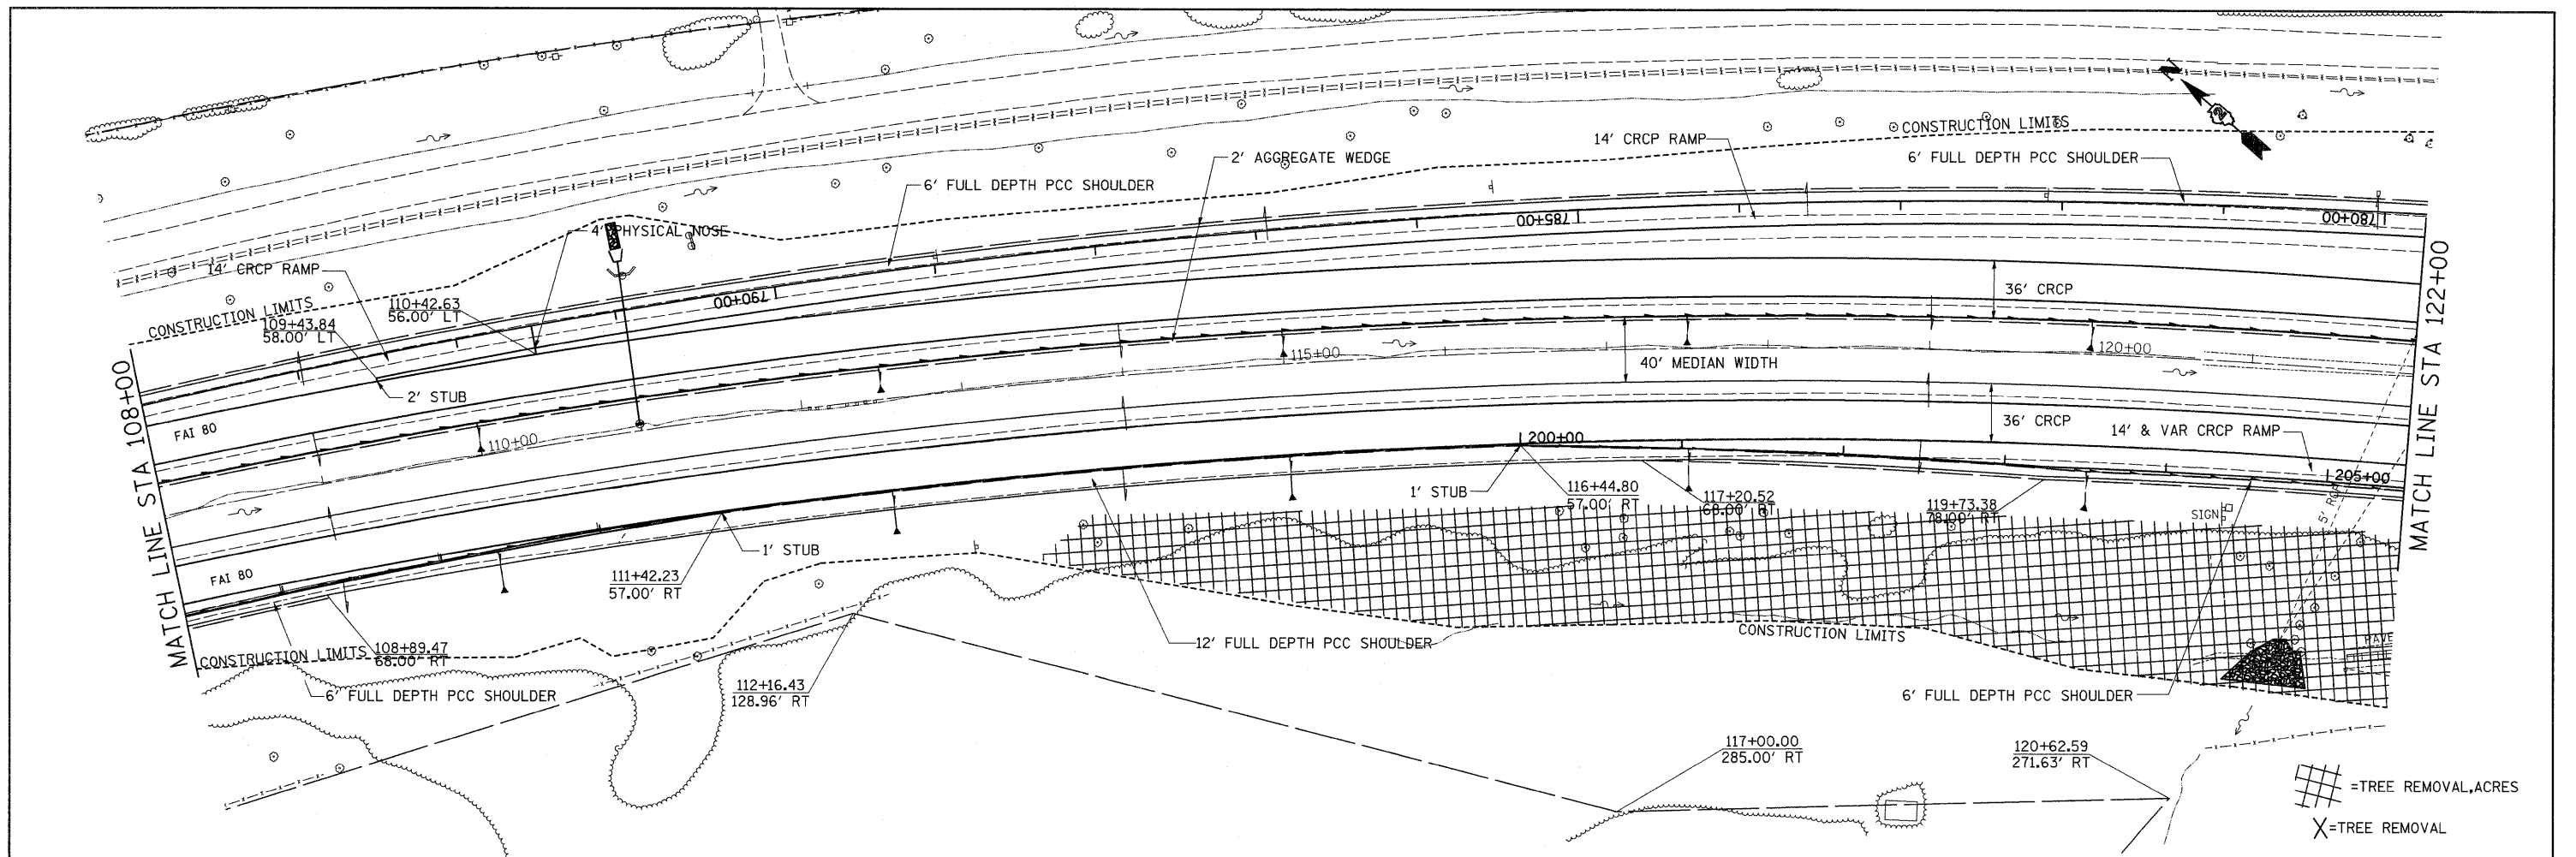 N
CONSTRUCTION LIMITS
14' CRCP RAMP
2' AGGREGATE WEDGE
6' FULL DEPTH PCC SHOULDER
6' FULL DEPTH PCC SHOULDER
785+00
780+00
4' PHYSICAL NOSE
14' CRCP RAMP
790+00
36' CRCP
CONSTRUCTION LIMITS
110+42.63
56.00' LT
109+43.84
58.00' LT
115+00
120+00
40' MEDIAN WIDTH
2' STUB
FAI 80
110+00
36' CRCP
14' & VAR CRCP RAMP
200+00
205+00
MATCH LINE STA 108+00
MATCH LINE STA 122+00
1' STUB
116+44.80
57.00' RT
117+20.52
68.00' RT
119+73.38
78.00' RT
SIGN
1' STUB
FAI 80
111+42.23
57.00' RT
CONSTRUCTION LIMITS
12' FULL DEPTH PCC SHOULDER
CONSTRUCTION LIMITS
108+89.47
68.00' RT
6' FULL DEPTH PCC SHOULDER
112+16.43
128.96' RT
6' FULL DEPTH PCC SHOULDER
117+00.00
285.00' RT
120+62.59
271.63' RT
=TREE REMOVAL,ACRES
X=TREE REMOVAL